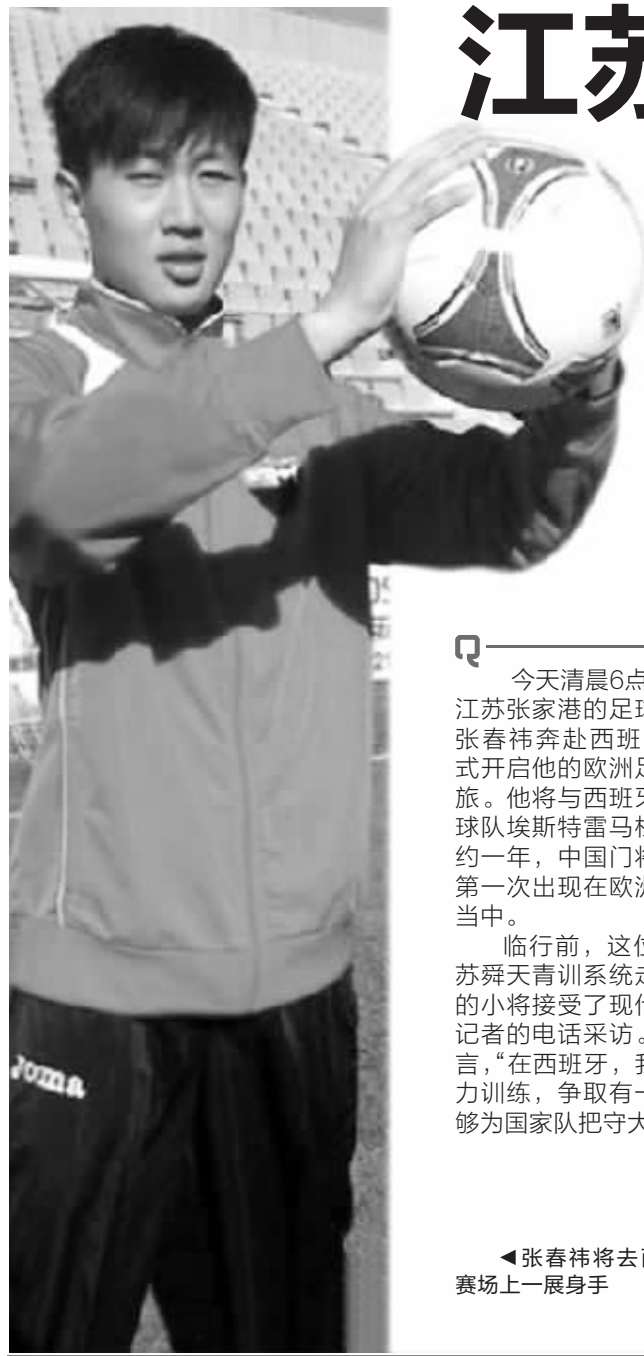 江苏
今天清晨6点
江苏张家港的足球
张春祎奔赴西班
式开启他的欧洲足
旅。他将与西班牙
球队埃斯特雷马
约一年，中国门将
第一次出现在欧洲
当中。
临行前，这位
苏舜天青训系统走
的小将接受了现代
记者的电话采访。
言,“在西班牙，我
力训练，争取有一
够为国家队把守大
Joma
◀张春祎将去西
赛场上一展身手